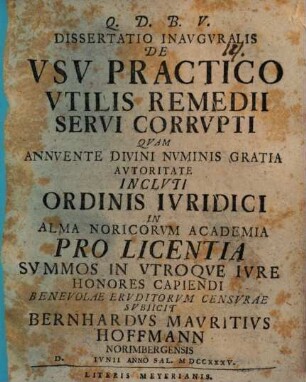 Q. D. B. V.
DISSERTATIO INAVGVRALIS
DE
VSV PRACTICO
VTILIS REMEDII
SERVI CORRVPTI
QVAM
ANNVENTE DIVINI NVMINIS GRATIA
AVTORITATE
INCLVTI
ORDINIS IVRIDICI
IN
ALMA NORICORVM ACADEMIA
PRO LICENTIA
SVMMOS IN VTROQVE IVRE
HONORES CAPIENDI
BENEVOLAE ERVDITORVM CENSVRAE
SVBIICIT
BERNHARDVS MAVRITIVS
HOFFMANN
NORIMBERGENSIS
D. IVNII ANNO SAL. MDCCXXXV.
LITERIS MEYERIANIS.